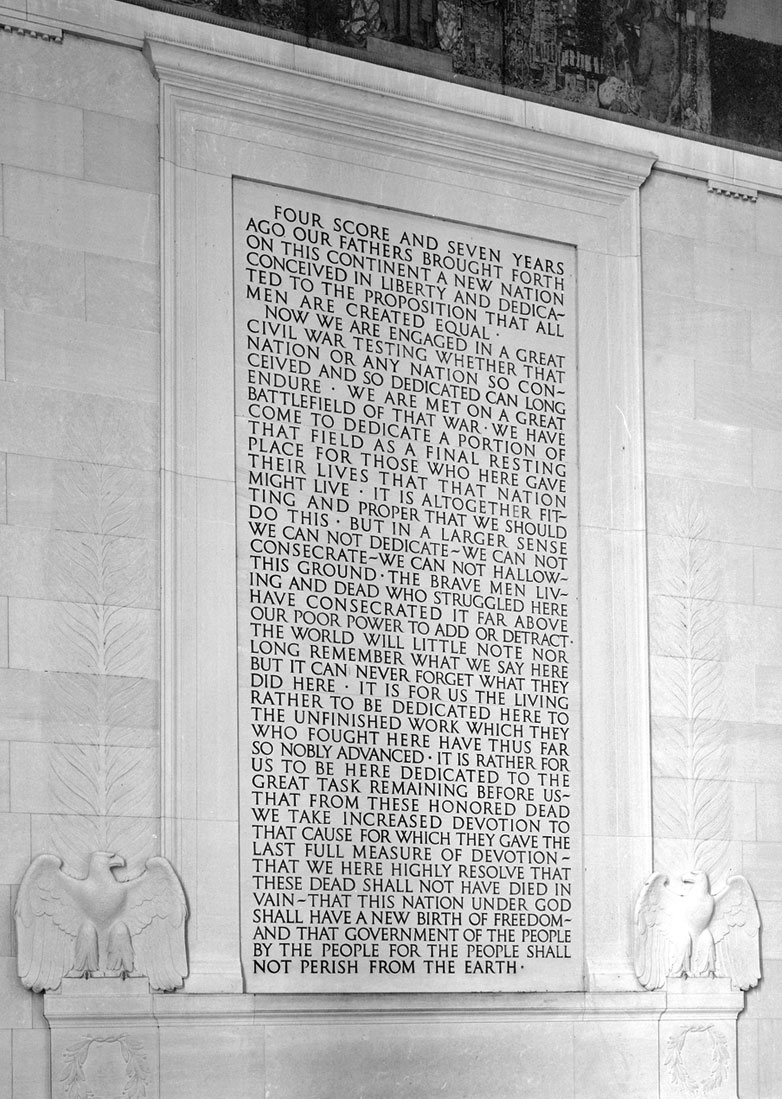 FOUR SCORE AND SEVEN YEARS
AGO OUR FATHERS BROUGHT FORTH
ON THIS CONTINENT A NEW NATION
CONCEIVED IN LIBERTY AND DEDICA-
TED TO THE PROPOSITION THAT ALL
MEN ARE CREATED EQUAL ·
NOW WE ARE ENGAGED IN A GREAT
CIVIL WAR TESTING WHETHER THAT
NATION OR ANY NATION SO CON-
CEIVED AND SO DEDICATED CAN LONG
ENDURE · WE ARE MET ON A GREAT
BATTLEFIELD OF THAT WAR · WE HAVE
COME TO DEDICATE A PORTION OF
THAT FIELD AS A FINAL RESTING
PLACE FOR THOSE WHO HERE GAVE
THEIR LIVES THAT THAT NATION
MIGHT LIVE · IT IS ALTOGETHER FIT-
TING AND PROPER THAT WE SHOULD
DO THIS · BUT IN A LARGER SENSE
WE CAN NOT DEDICATE~WE CAN NOT
CONSECRATE~WE CAN NOT HALLOW~
THIS GROUND · THE BRAVE MEN LIV-
ING AND DEAD WHO STRUGGLED HERE
HAVE CONSECRATED IT FAR ABOVE
OUR POOR POWER TO ADD OR DETRACT·
THE WORLD WILL LITTLE NOTE NOR
LONG REMEMBER WHAT WE SAY HERE
BUT IT CAN NEVER FORGET WHAT THEY
DID HERE · IT IS FOR US THE LIVING
RATHER TO BE DEDICATED HERE TO
THE UNFINISHED WORK WHICH THEY
WHO FOUGHT HERE HAVE THUS FAR
SO NOBLY ADVANCED · IT IS RATHER FOR
US TO BE HERE DEDICATED TO THE
GREAT TASK REMAINING BEFORE US~
THAT FROM THESE HONORED DEAD
WE TAKE INCREASED DEVOTION TO
THAT CAUSE FOR WHICH THEY GAVE THE
LAST FULL MEASURE OF DEVOTION~
THAT WE HERE HIGHLY RESOLVE THAT
THESE DEAD SHALL NOT HAVE DIED IN
VAIN~THAT THIS NATION UNDER GOD
SHALL HAVE A NEW BIRTH OF FREEDOM~
AND THAT GOVERNMENT OF THE PEOPLE
BY THE PEOPLE FOR THE PEOPLE SHALL
NOT PERISH FROM THE EARTH ·